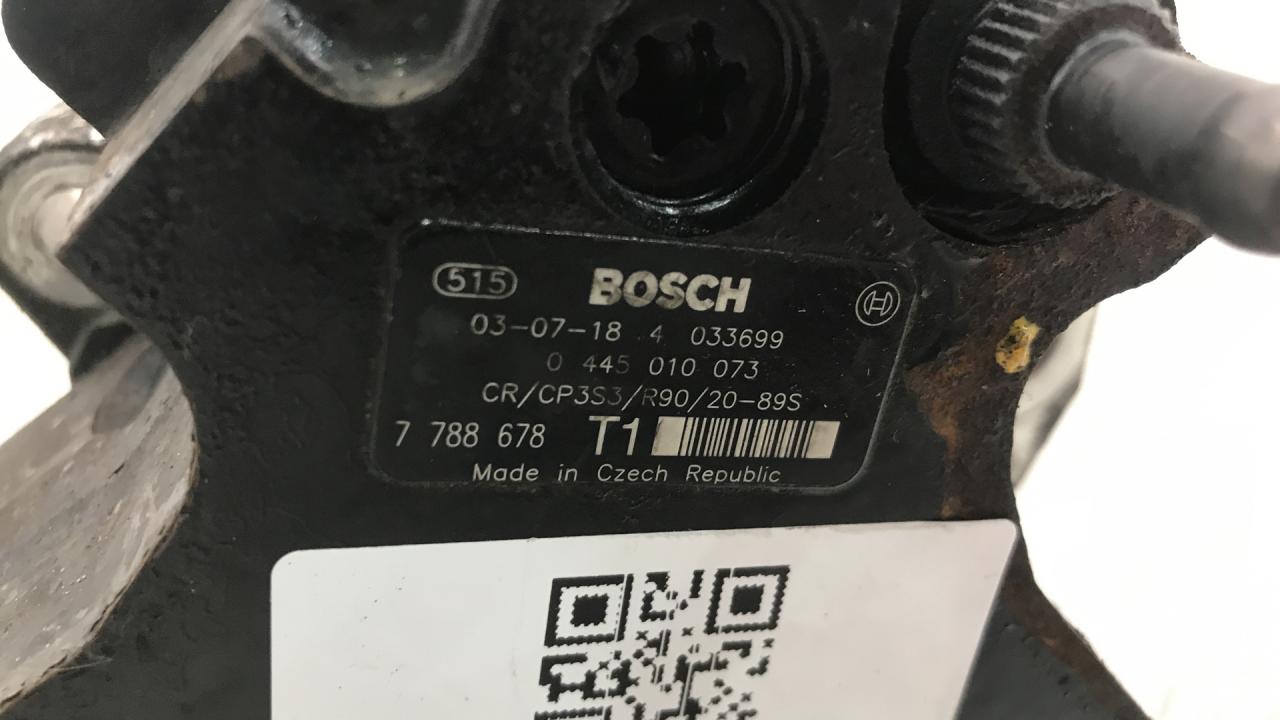 515 BOSCH
03-07-18 4 033699
0 445 010 073
CR/CP3S3/R90/20-89S
7 788 678 T1
Made in Czech Republic